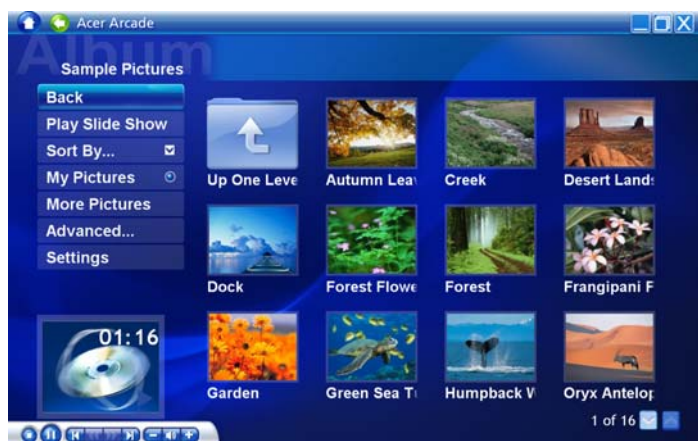 Acer Arcade
Album
Sample Pictures
Back
Play Slide Show
Sort By...
My Pictures
More Pictures
Advanced...
Settings
Up One Leve
Autumn Lea
Creek
Desert Lands
Dock
Forest Flowe
Forest
Frangipani F
Garden
Green Sea T
Humpback W
Oryx Antelop
01:16
1 of 16